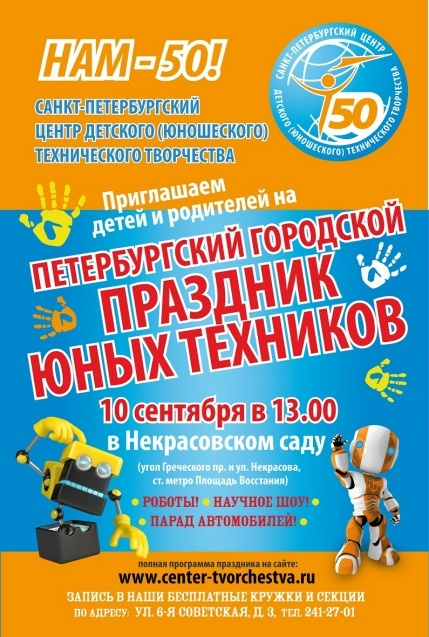 НАМ - 50!
САНКТ-ПЕТЕРБУРГСКИЙ ЦЕНТР
ДЕТСКОГО (ЮНОШЕСКОГО) ТЕХНИЧЕСКОГО ТВОРЧЕСТВА
50
САНКТ-ПЕТЕРБУРГСКИЙ
ЦЕНТР ДЕТСКОГО (ЮНОШЕСКОГО)
ТЕХНИЧЕСКОГО ТВОРЧЕСТВА
Приглашаем
детей и родителей на
ПЕТЕРБУРГСКИЙ ГОРОДСКОЙ
ПРАЗДНИК
ЮНЫХ ТЕХНИКОВ
10 сентября в 13.00
в Некрасовском саду
(угол Греческого пр. и ул. Некрасова,
ст. метро Площадь Восстания)
• РОБОТЫ! • НАУЧНОЕ ШОУ! •
• ПАРАД АВТОМОБИЛЕЙ! •
полная программа праздника на сайте:
www.center-tvorchestva.ru
ЗАПИСЬ В НАШИ БЕСПЛАТНЫЕ КРУЖКИ И СЕКЦИИ
ПО АДРЕСУ: УЛ. 6-Я СОВЕТСКАЯ, Д. 3, ТЕЛ. 241-27-01